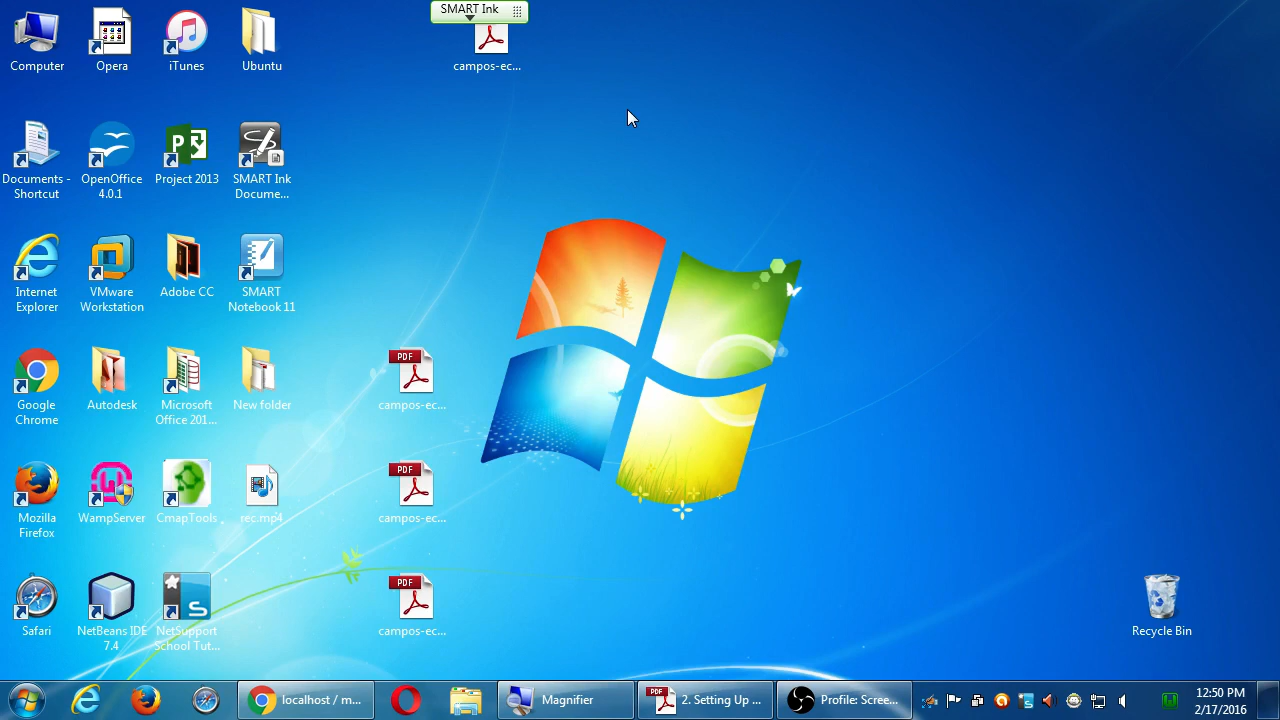 SMART Ink
Computer
Opera
iTunes
Ubuntu
campos-ec...
Documents -
Shortcut
OpenOffice
4.0.1
Project 2013
SMART Ink
Docume...
Internet
Explorer
VMware
Workstation
Adobe CC
SMART
Notebook 11
Google
Chrome
Autodesk
Microsoft
Office 201...
New folder
PDF
campos-ec...
Mozilla
Firefox
WampServer
CmapTools
rec.mp4
PDF
campos-ec...
Safari
NetBeans IDE
7.4
NetSupport
School Tut...
PDF
campos-ec...
Recycle Bin
localhost / m...
Magnifier
PDF
2. Setting Up ...
Profile: Scree...
12:50 PM
2/17/2016